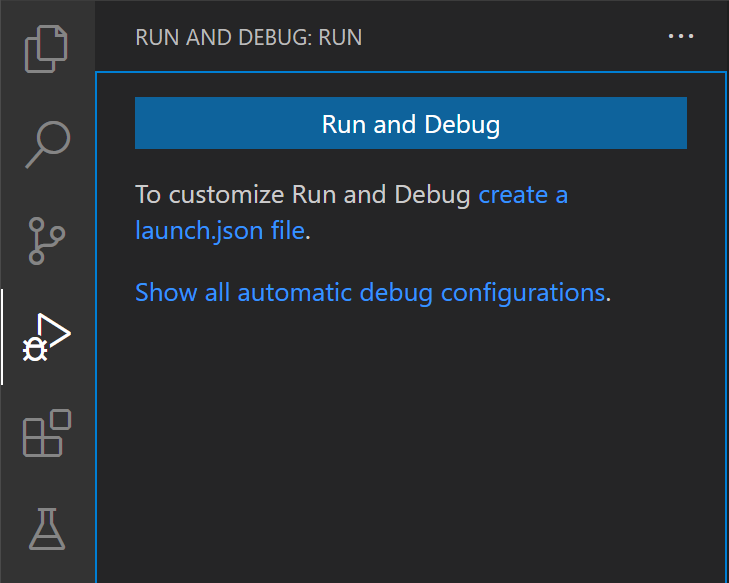 RUN AND DEBUG: RUN
Run and Debug
To customize Run and Debug create a
launch.json file.
Show all automatic debug configurations.